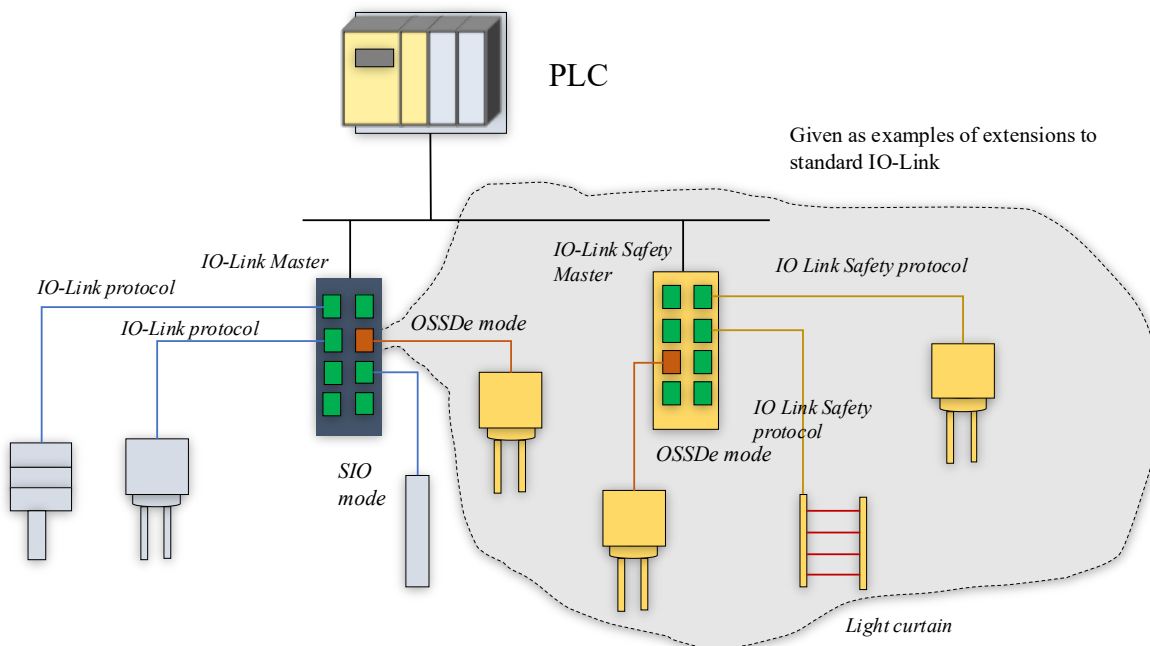 PLC
Given as examples of extensions to
standard IO-Link
IO-Link Master
IO-Link Safety
Master
IO Link Safety protocol
IO-Link protocol
IO-Link protocol
OSSDe mode
IO Link Safety
protocol
OSSDe mode
SIO
mode
Light curtain